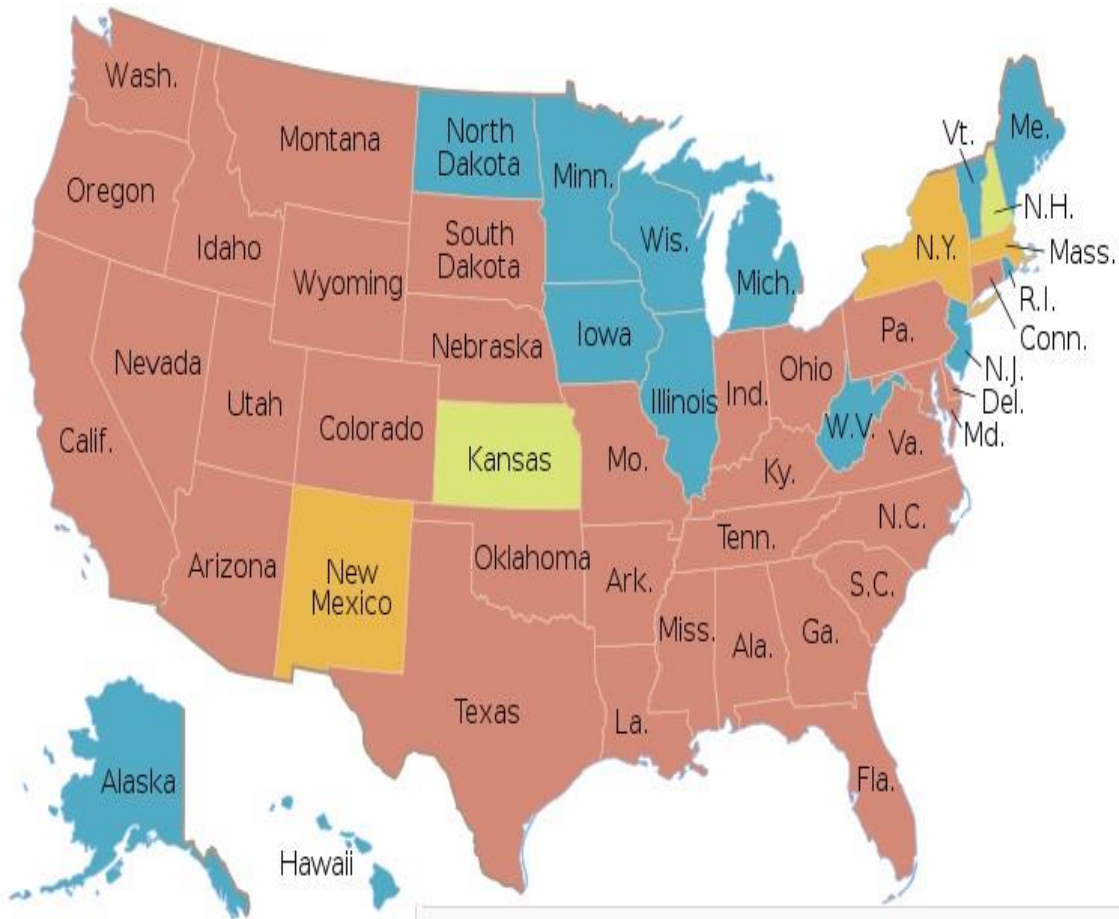 Wash.
Montana
North
Dakota
Minn.
Vt.
Me.
Oregon
Idaho
South
Dakota
Wis.
N.H.
N.Y.
Mass.
Wyoming
Mich.
R.I.
Conn.
Nevada
Nebraska
Iowa
Pa.
N.J.
Utah
Colorado
Illinois
Ind.
Ohio
Del.
Calif.
Kansas
Mo.
W.V.
Md.
Ky.
Va.
Arizona
New
Mexico
Oklahoma
Ark.
Tenn.
N.C.
S.C.
Miss.
Ala.
Ga.
Texas
La.
Fla.
Alaska
Hawaii